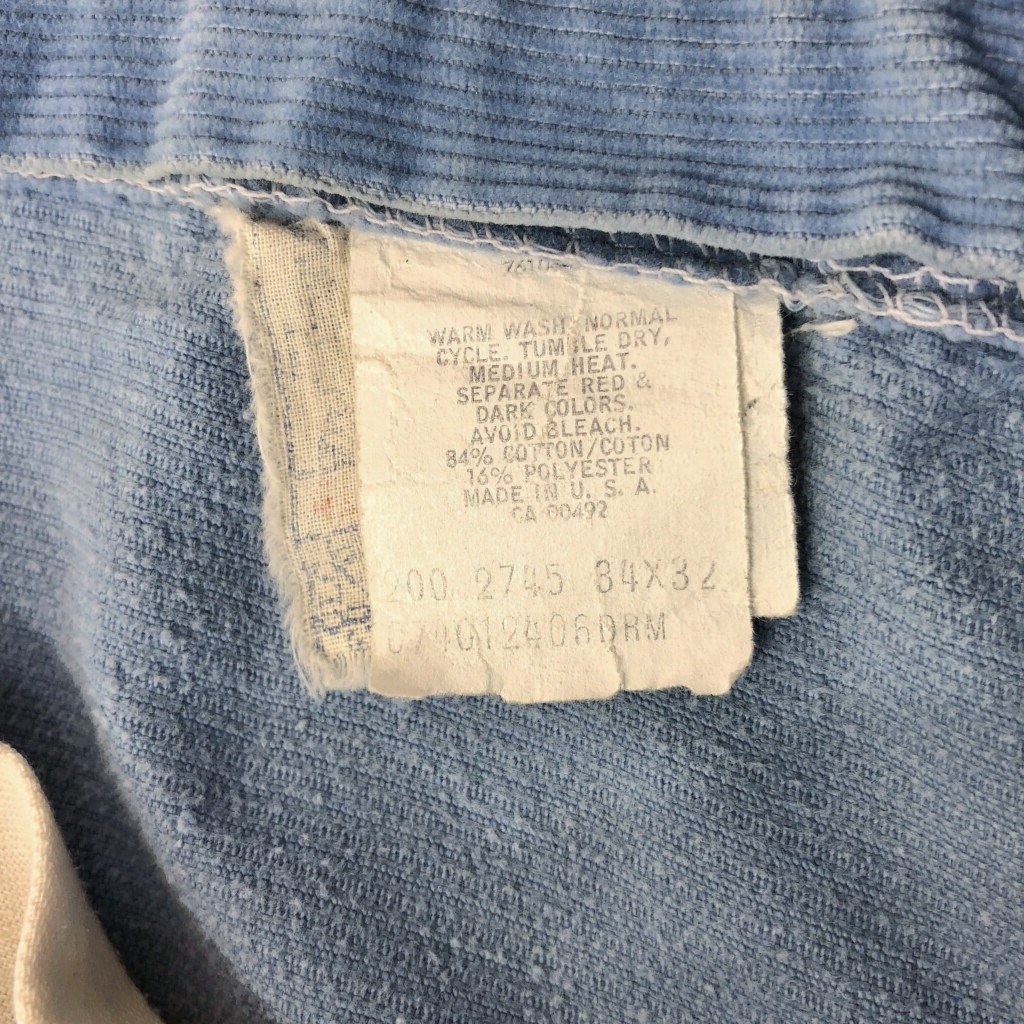 WARM WASH, NORMAL
CYCLE. TUMBLE DRY,
MEDIUM HEAT.
SEPARATE RED &
DARK COLORS.
AVOID BLEACH.
84% COTTON/COTON
16% POLYESTER
MADE IN U. S. A.
CA 00492
2745 34X32